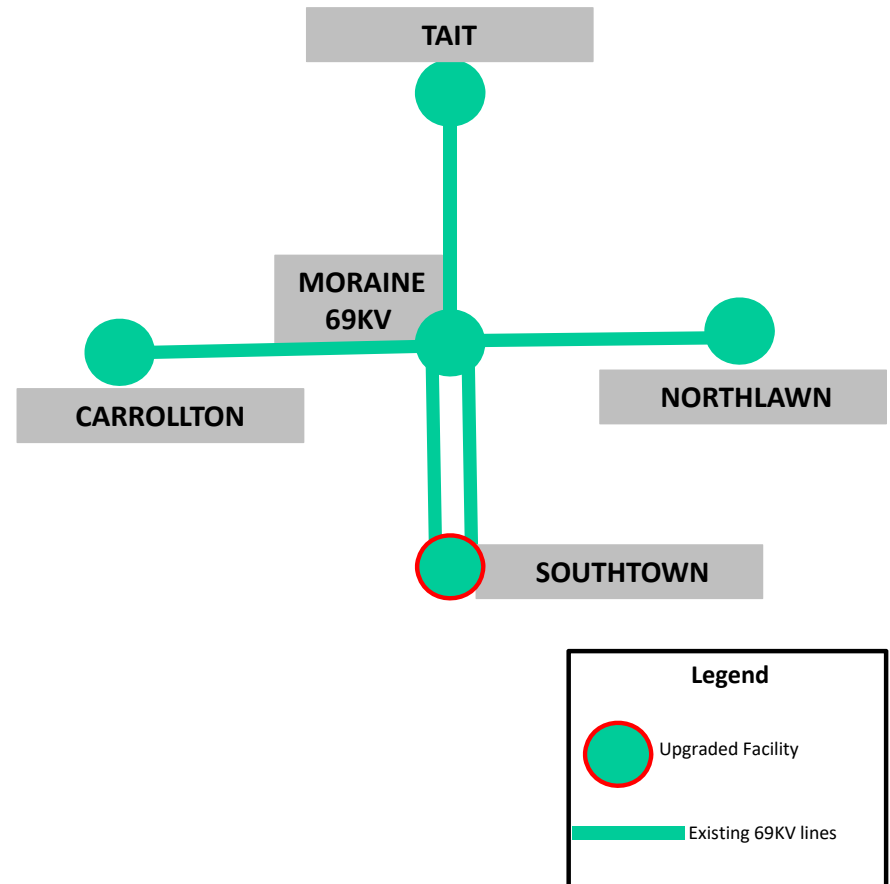 TAIT
MORAINE
69KV
CARROLLTON
NORTHLAWN
SOUTHTOWN
Legend
Upgraded Facility
Existing 69KV lines